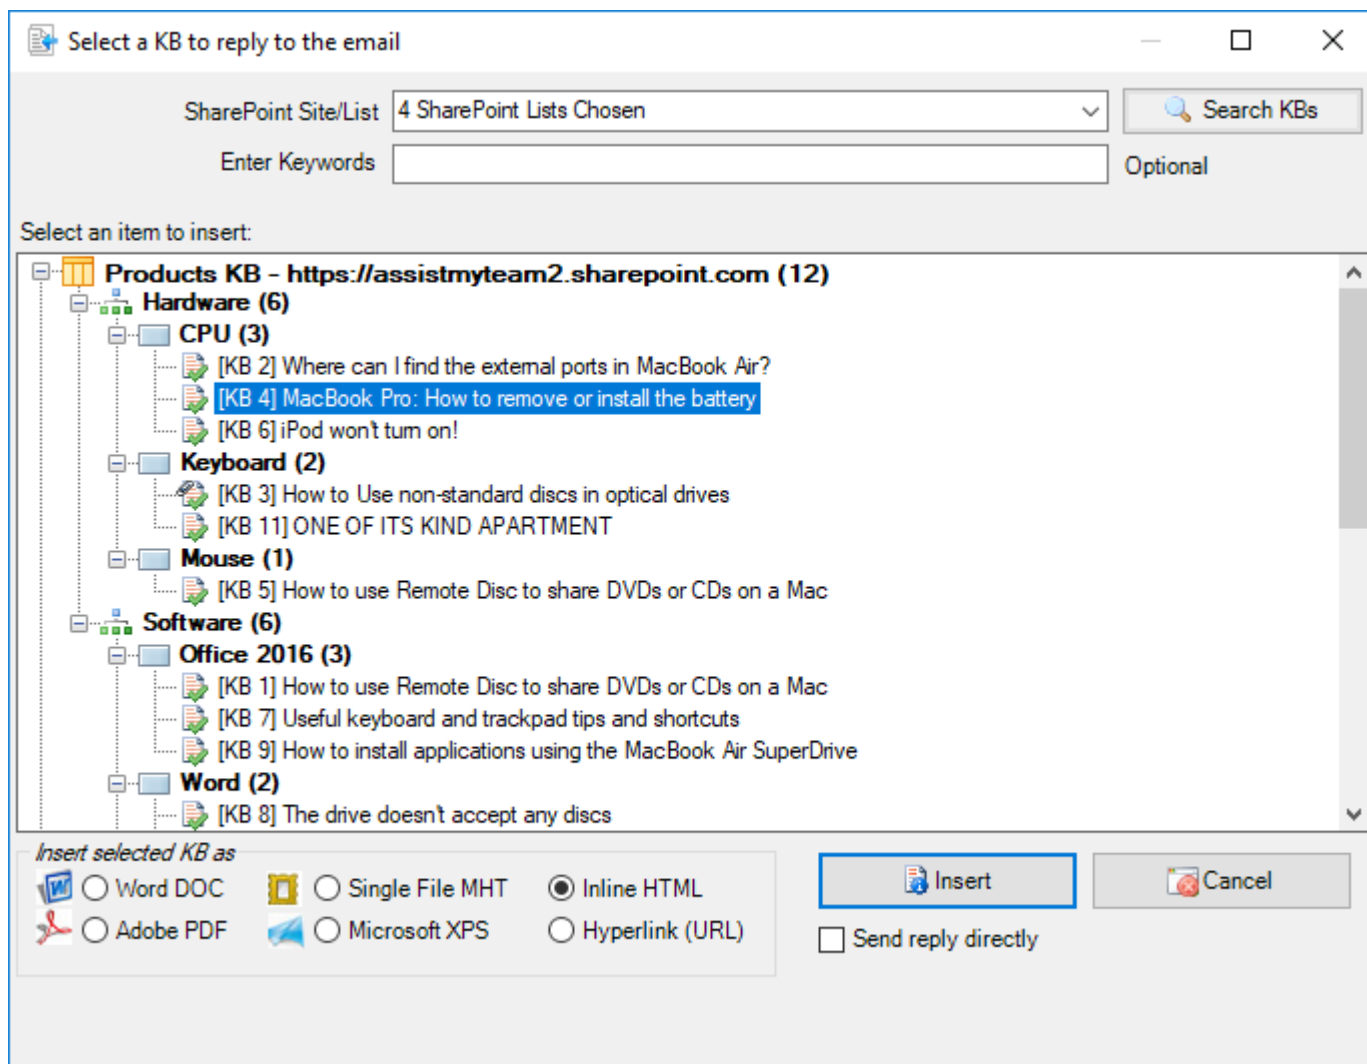 Select a KB to reply to the email
SharePoint Site/List 4 SharePoint Lists Chosen Search KBs
Enter Keywords Optional
Select an item to insert:
Products KB - https://assistmyteam2.sharepoint.com (12)
Hardware (6)
CPU (3)
[KB 2] Where can I find the external ports in MacBook Air?
[KB 4] MacBook Pro: How to remove or install the battery
[KB 6] iPod won't turn on!
Keyboard (2)
[KB 3] How to Use non-standard discs in optical drives
[KB 11] ONE OF ITS KIND APARTMENT
Mouse (1)
[KB 5] How to use Remote Disc to share DVDs or CDs on a Mac
Software (6)
Office 2016 (3)
[KB 1] How to use Remote Disc to share DVDs or CDs on a Mac
[KB 7] Useful keyboard and trackpad tips and shortcuts
[KB 9] How to install applications using the MacBook Air SuperDrive
Word (2)
[KB 8] The drive doesn't accept any discs
Insert selected KB as
Word DOC Single File MHT Inline HTML Insert Cancel
Adobe PDF Microsoft XPS Hyperlink (URL) Send reply directly